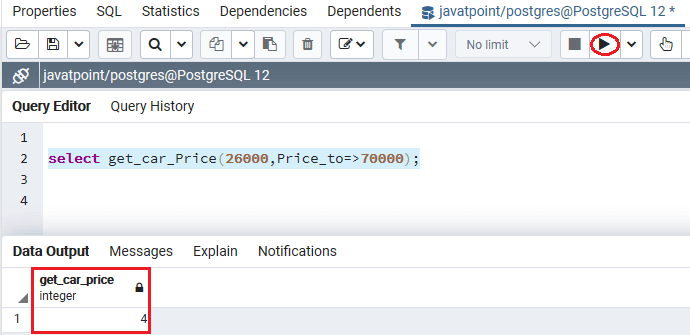 Properties SQL Statistics Dependencies Dependents javatpoint/postgres@PostgreSQL 12 *
No limit
javatpoint/postgres@PostgreSQL 12
Query Editor Query History
1
2 select get_car_Price(26000,Price_to=>70000);
3
4
Data Output Messages Explain Notifications
get_car_price
integer
1 4